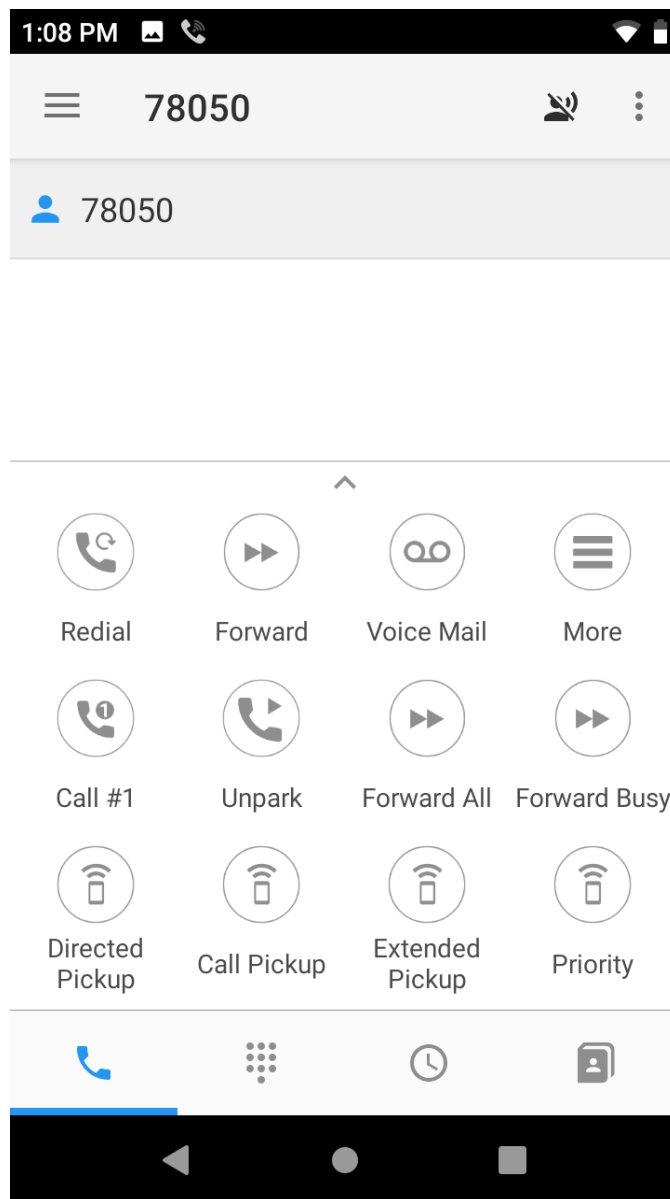 1:08 PM
78050
78050
Redial Forward Voice Mail More
1
Call #1 Unpark Forward All Forward Busy
Directed Pickup Call Pickup Extended Pickup Priority